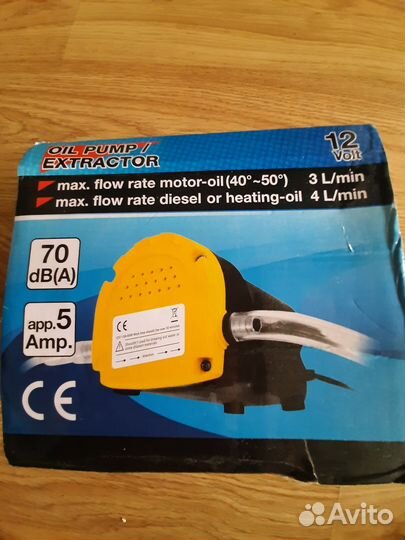 OIL PUMP/
EXTRACTOR
12
Volt
max. flow rate motor-oil (40°~50°) 3 L/min
max. flow rate diesel or heating-oil 4 L/min
70
dB(A)
app. 5
Amp.
CE
CE
Avito